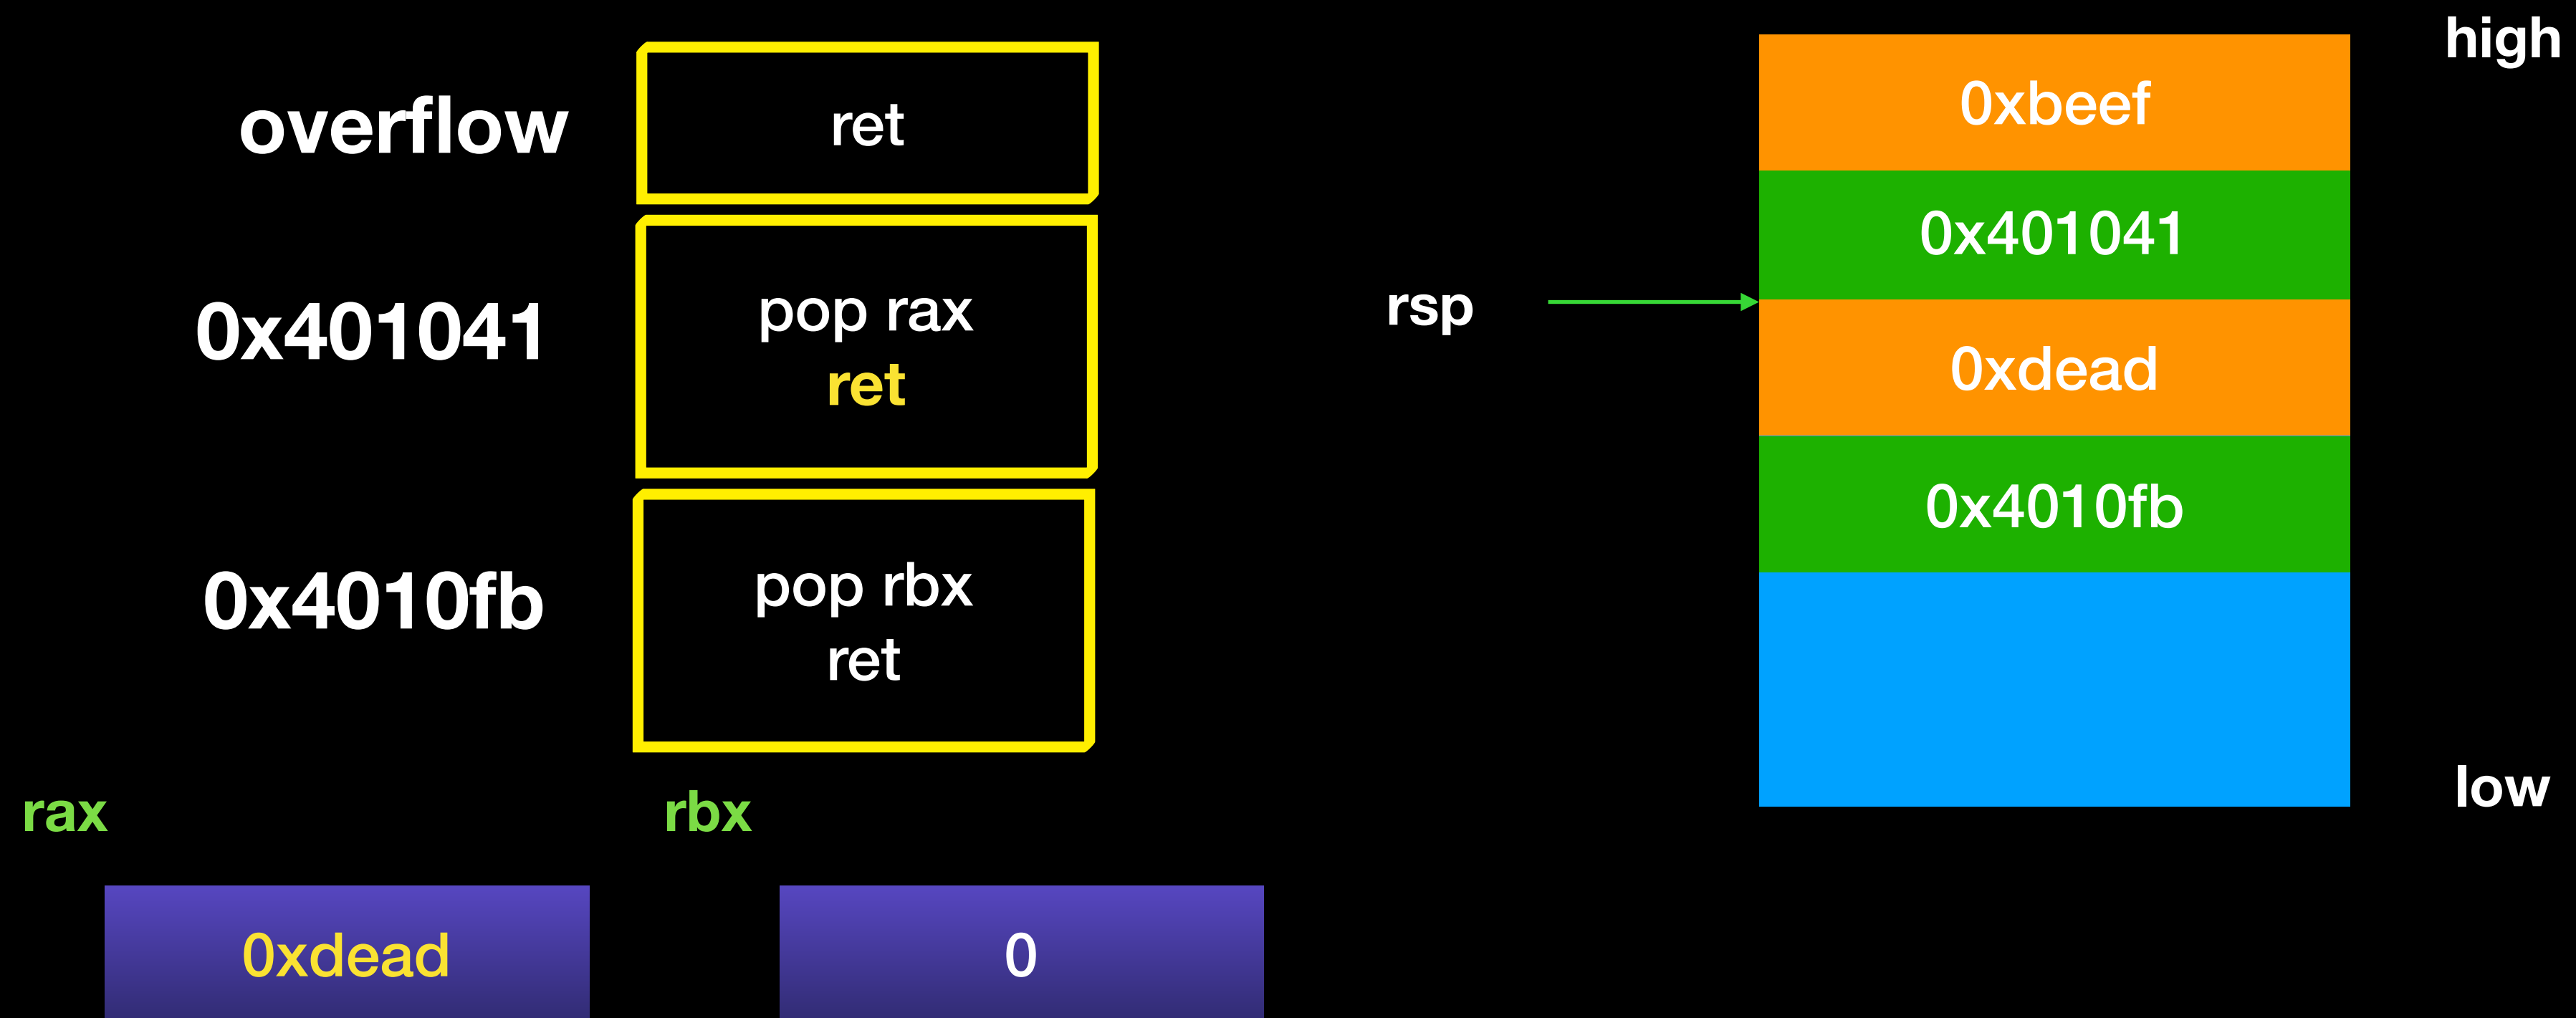 overflow
ret
0x401041
pop rax
ret
0x4010fb
pop rbx
ret
rax
0xdead
rbx
0
rsp
high
0xbeef
0x401041
0xdead
0x4010fb
low